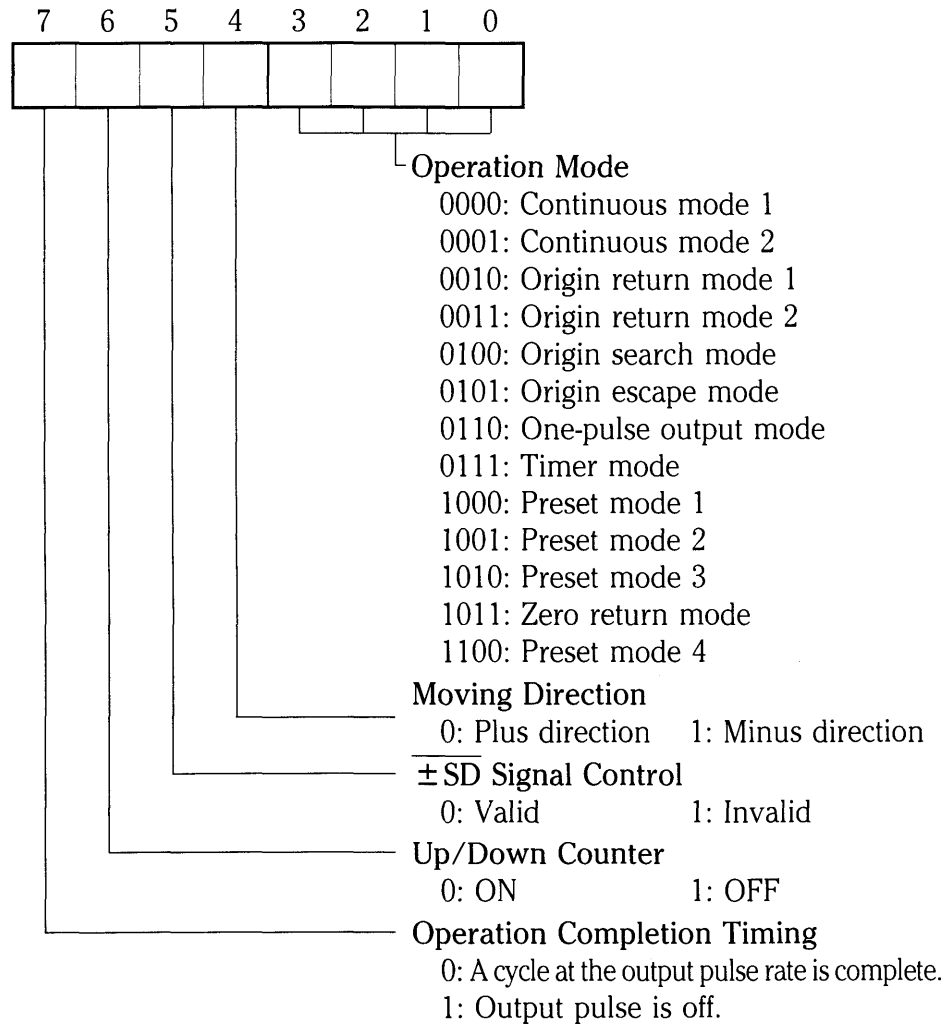 7 6 5 4 3 2 1 0
Operation Mode
0000: Continuous mode 1
0001: Continuous mode 2
0010: Origin return mode 1
0011: Origin return mode 2
0100: Origin search mode
0101: Origin escape mode
0110: One-pulse output mode
0111: Timer mode
1000: Preset mode 1
1001: Preset mode 2
1010: Preset mode 3
1011: Zero return mode
1100: Preset mode 4
Moving Direction
0: Plus direction 1: Minus direction
±SD Signal Control
0: Valid 1: Invalid
Up/Down Counter
0: ON 1: OFF
Operation Completion Timing
0: A cycle at the output pulse rate is complete.
1: Output pulse is off.